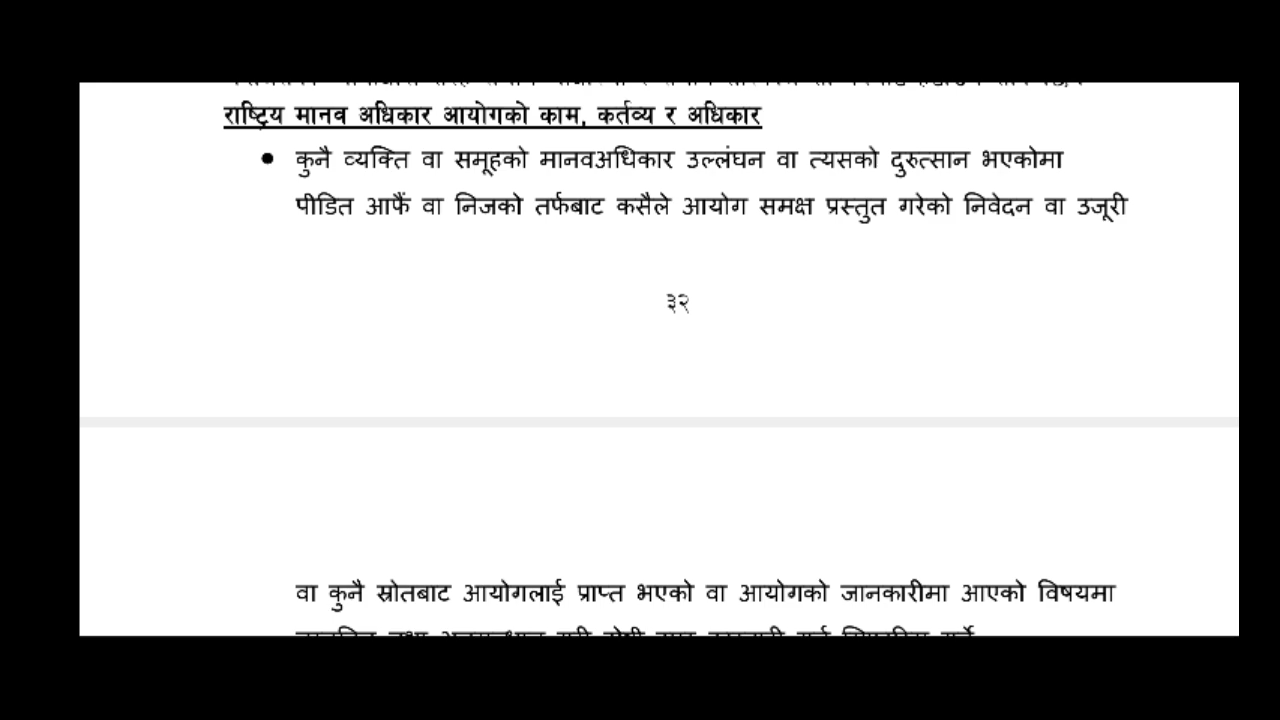 राष्ट्रिय मानव अधिकार आयोगको काम, कर्तव्य र अधिकार
● कुनै व्यक्ति वा समूहको मानवअधिकार उल्लंघन वा त्यसको दुरुत्सान भएकोमा
पीडित आफैं वा निजको तर्फबाट कसैले आयोग समक्ष प्रस्तुत गरेको निवेदन वा उजूरी
३२
वा कुनै स्रोतबाट आयोगलाई प्राप्त भएको वा आयोगको जानकारीमा आएको विषयमा